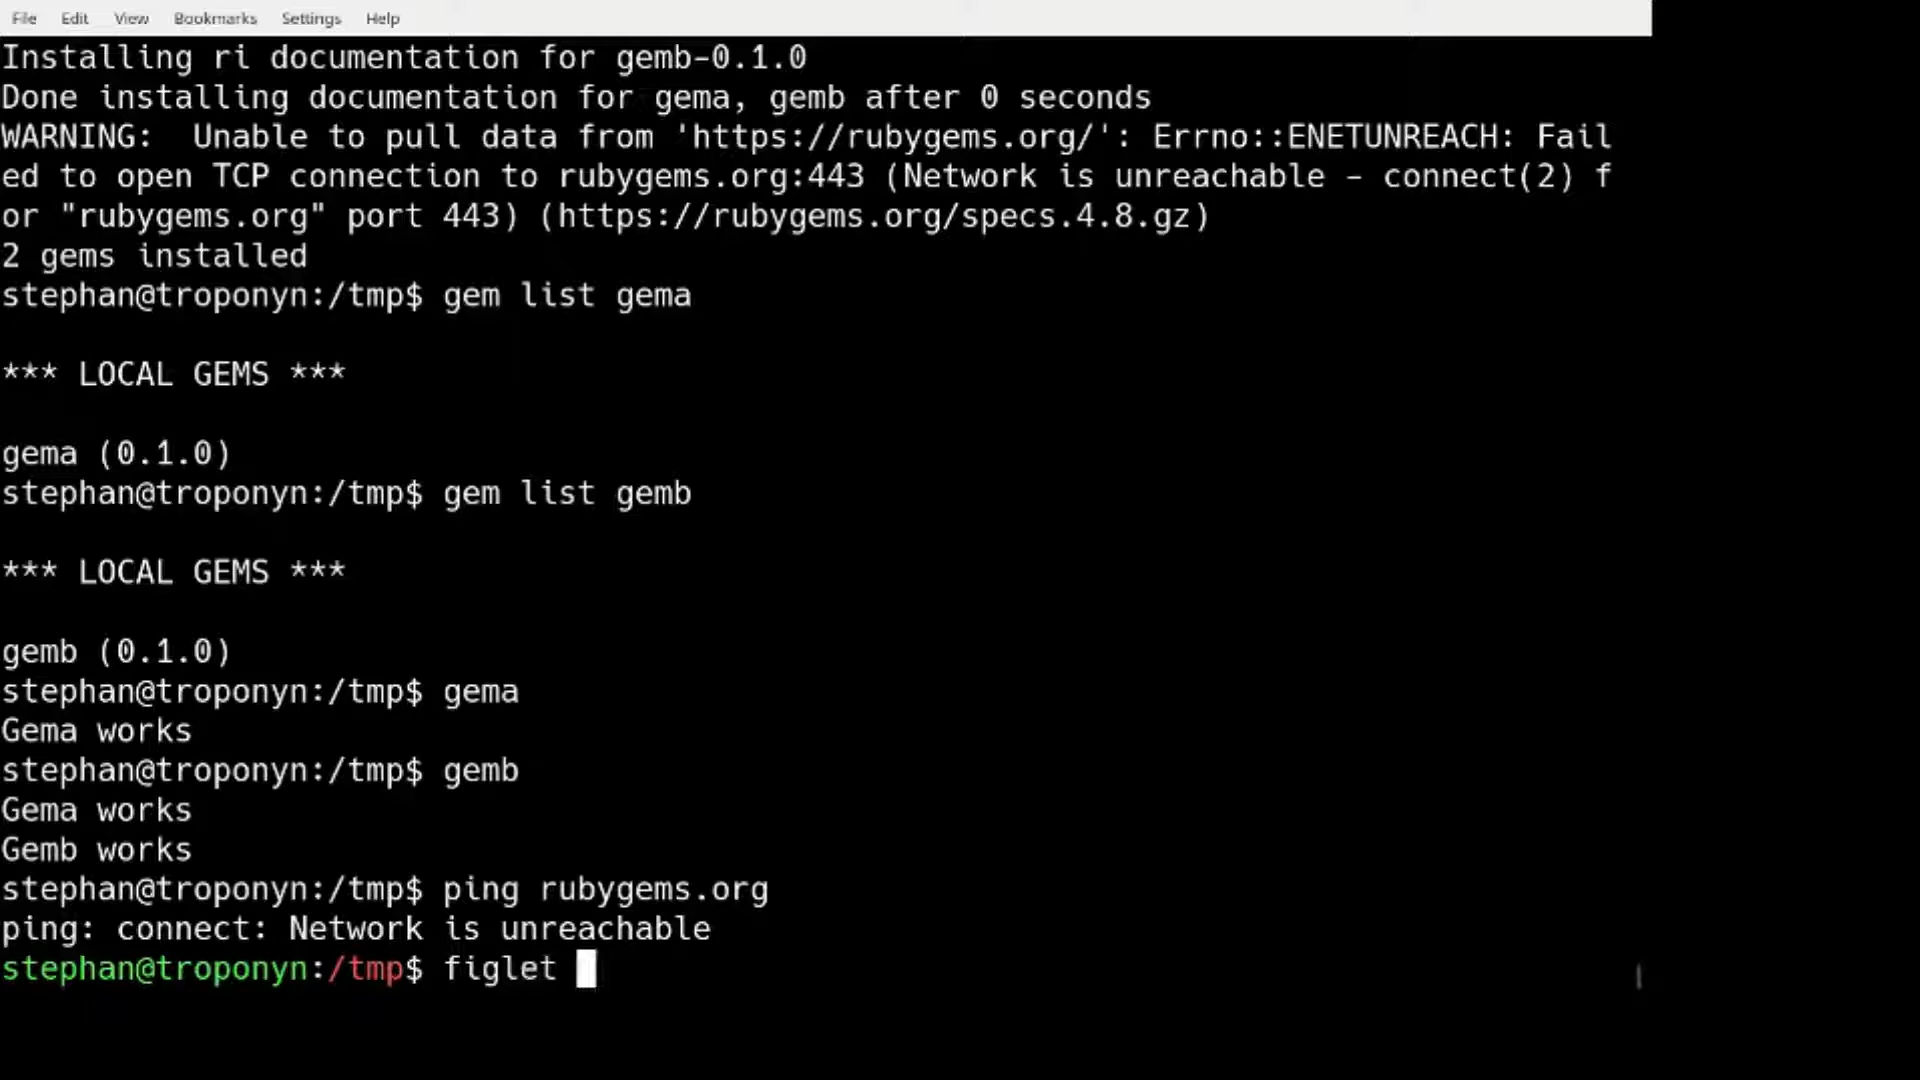 File Edit View Bookmarks Settings Help
Installing ri documentation for gemb-0.1.0
Done installing documentation for gema, gemb after 0 seconds
WARNING:  Unable to pull data from 'https://rubygems.org/': Errno::ENETUNREACH: Fail
ed to open TCP connection to rubygems.org:443 (Network is unreachable - connect(2) f
or "rubygems.org" port 443) (https://rubygems.org/specs.4.8.gz)
2 gems installed
stephan@troponyn:/tmp$ gem list gema
*** LOCAL GEMS ***
gema (0.1.0)
stephan@troponyn:/tmp$ gem list gemb
*** LOCAL GEMS ***
gemb (0.1.0)
stephan@troponyn:/tmp$ gema
Gema works
stephan@troponyn:/tmp$ gemb
Gema works
Gemb works
stephan@troponyn:/tmp$ ping rubygems.org
ping: connect: Network is unreachable
stephan@troponyn:/tmp$ figlet